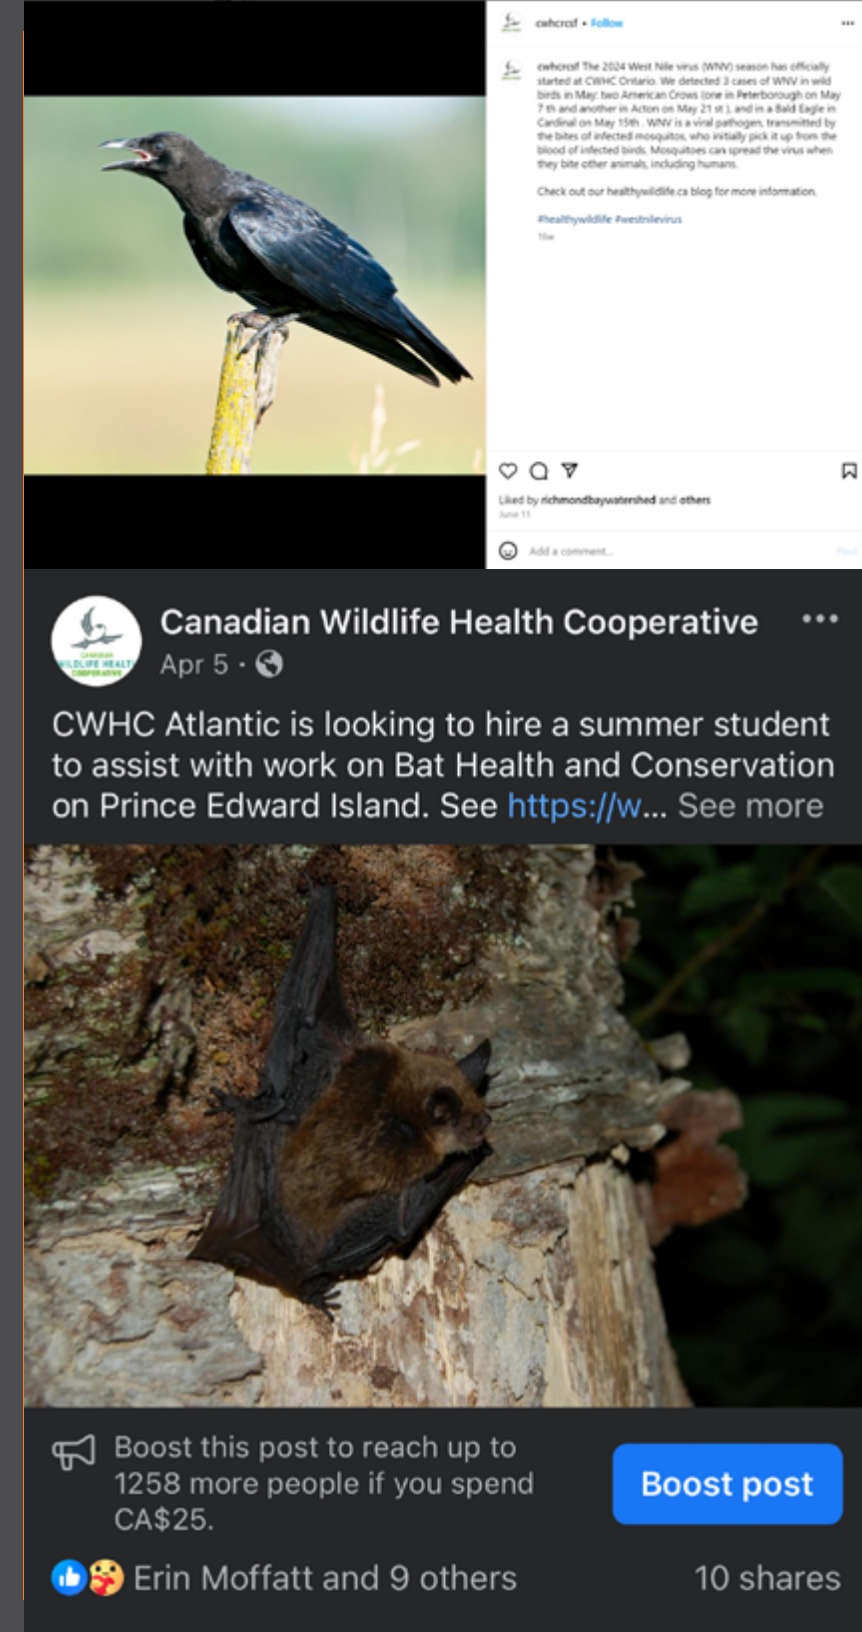 cwhcrcsf • Follow
cwhcrcsf The 2024 West Nile virus (WNV) season has officially
started at CWHC Ontario. We detected 3 cases of WNV in wild
birds in May: two American Crows (one in Peterborough on May
7 th and another in Acton on May 21 st ), and in a Bald Eagle in
Cardinal on May 15th . WNV is a viral pathogen, transmitted by
the bites of infected mosquitos, who initially pick it up from the
blood of infected birds. Mosquitoes can spread the virus when
they bite other animals, including humans.
Check out our healthywildlife.ca blog for more information.
#healthywildlife #westnilevirus
16w
Liked by richmondbaywatershed and others
June 11
Add a comment...
Post
CANADIAN
WILDLIFE HEALTH
COOPERATIVE
Canadian Wildlife Health Cooperative
Apr 5 ·
CWHC Atlantic is looking to hire a summer student
to assist with work on Bat Health and Conservation
on Prince Edward Island. See https://w... See more
Boost this post to reach up to
1258 more people if you spend
CA$25.
Boost post
Erin Moffatt and 9 others
10 shares